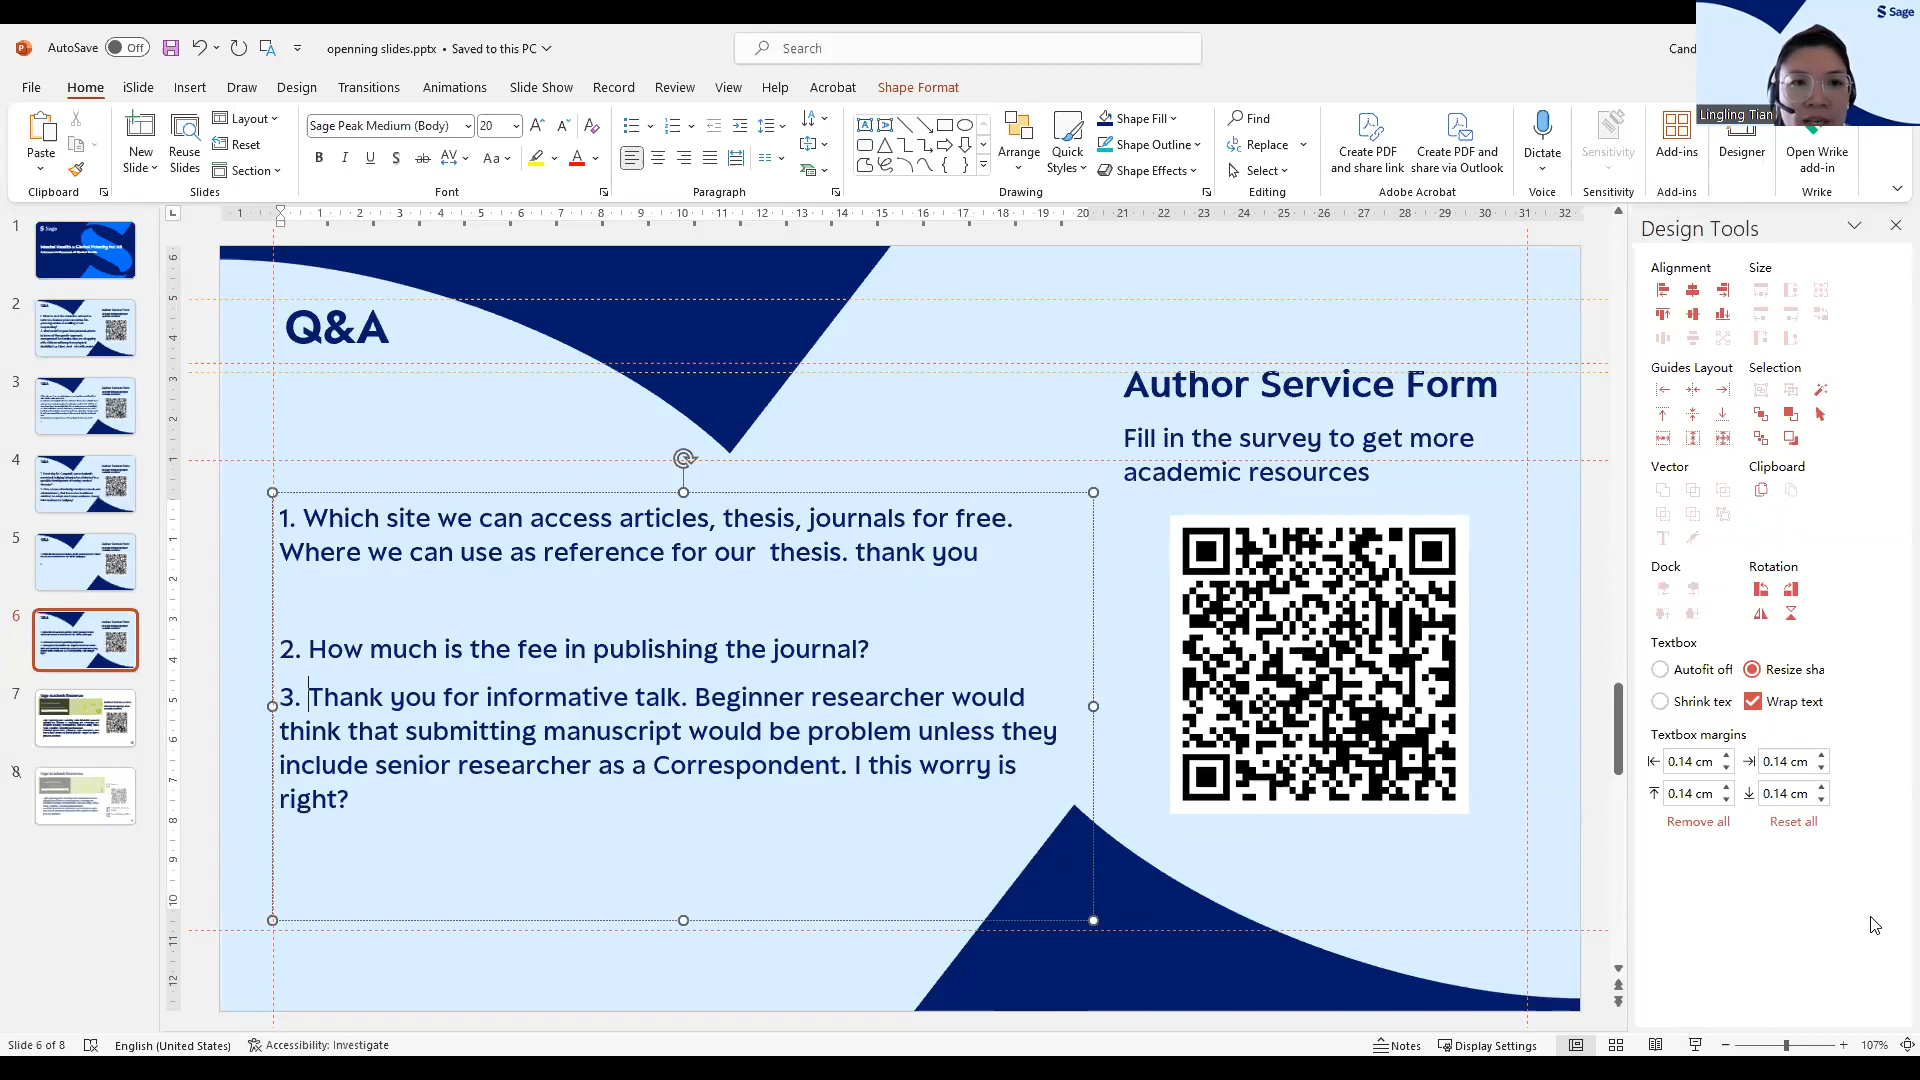 AutoSave
Off
openning slides.pptx • Saved to this PC
Search
Cand
Sage
Lingling Tian
File
Home
iSlide
Insert
Draw
Design
Transitions
Animations
Slide Show
Record
Review
View
Help
Acrobat
Shape Format
Paste
New Slide
Reuse Slides
Layout
Reset
Section
Sage Peak Medium (Body)
20
Arrange
Quick Styles
Shape Fill
Shape Outline
Shape Effects
Find
Replace
Select
Create PDF and share link
Create PDF and share via Outlook
Dictate
Sensitivity
Add-ins
Designer
Open Wrike add-in
Clipboard
Slides
Font
Paragraph
Drawing
Editing
Adobe Acrobat
Voice
Sensitivity
Add-ins
Wrike
1
2
3
4
5
6
7
8
Q&A
Author Service Form
Fill in the survey to get more
academic resources
1. Which site we can access articles, thesis, journals for free.
Where we can use as reference for our  thesis. thank you
2. How much is the fee in publishing the journal?
3. Thank you for informative talk. Beginner researcher would
think that submitting manuscript would be problem unless they
include senior researcher as a Correspondent. I this worry is
right?
Design Tools
Alignment
Size
Guides Layout
Selection
Vector
Clipboard
Dock
Rotation
Textbox
Autofit off
Resize sha
Shrink tex
Wrap text
Textbox margins
0.14 cm
0.14 cm
0.14 cm
0.14 cm
Remove all
Reset all
Slide 6 of 8
English (United States)
Accessibility: Investigate
Notes
Display Settings
107%